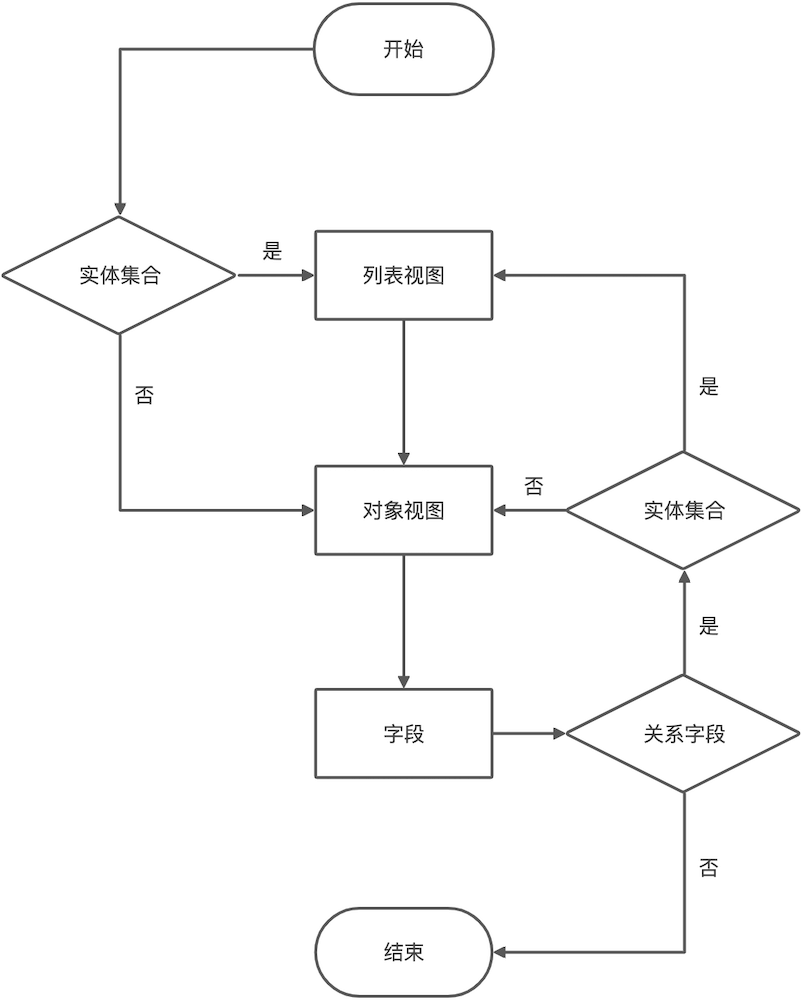 开始
实体集合
是
列表视图
否
是
对象视图
否
实体集合
是
字段
关系字段
否
结束